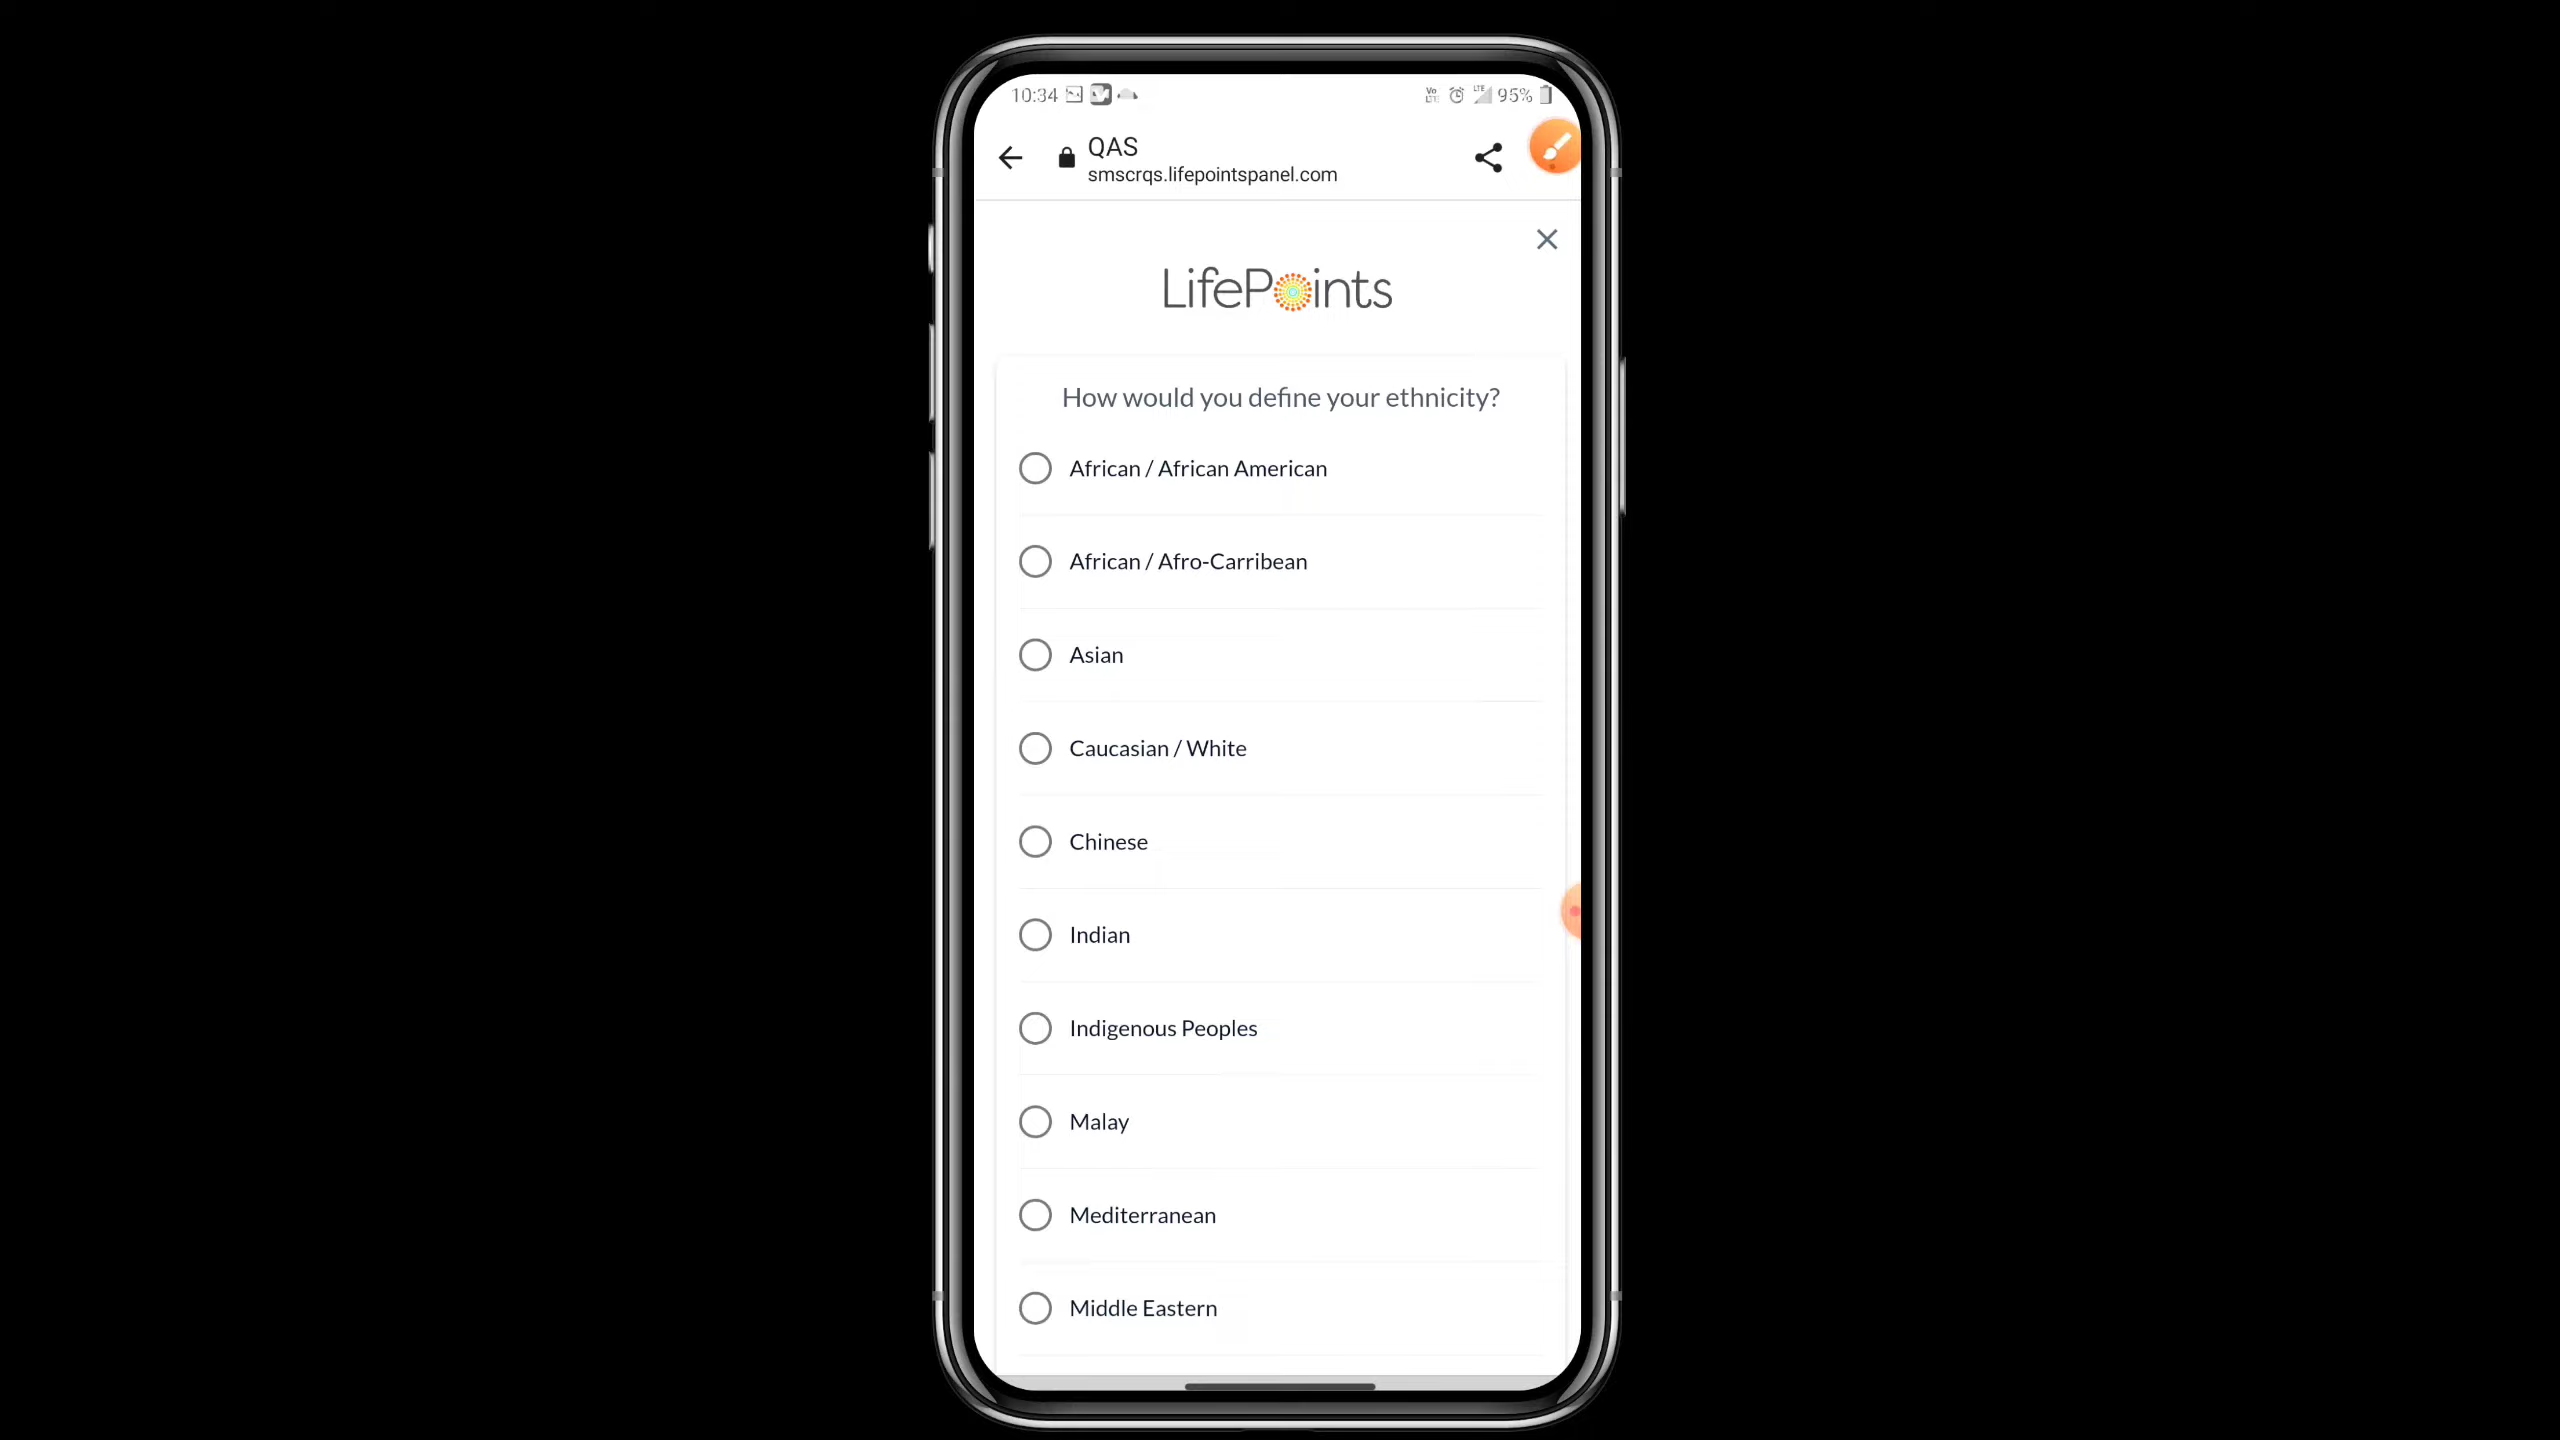 10:34 95%
QAS
smscrqs.lifepointspanel.com
LifePoints
How would you define your ethnicity?
African / African American
African / Afro-Carribean
Asian
Caucasian / White
Chinese
Indian
Indigenous Peoples
Malay
Mediterranean
Middle Eastern